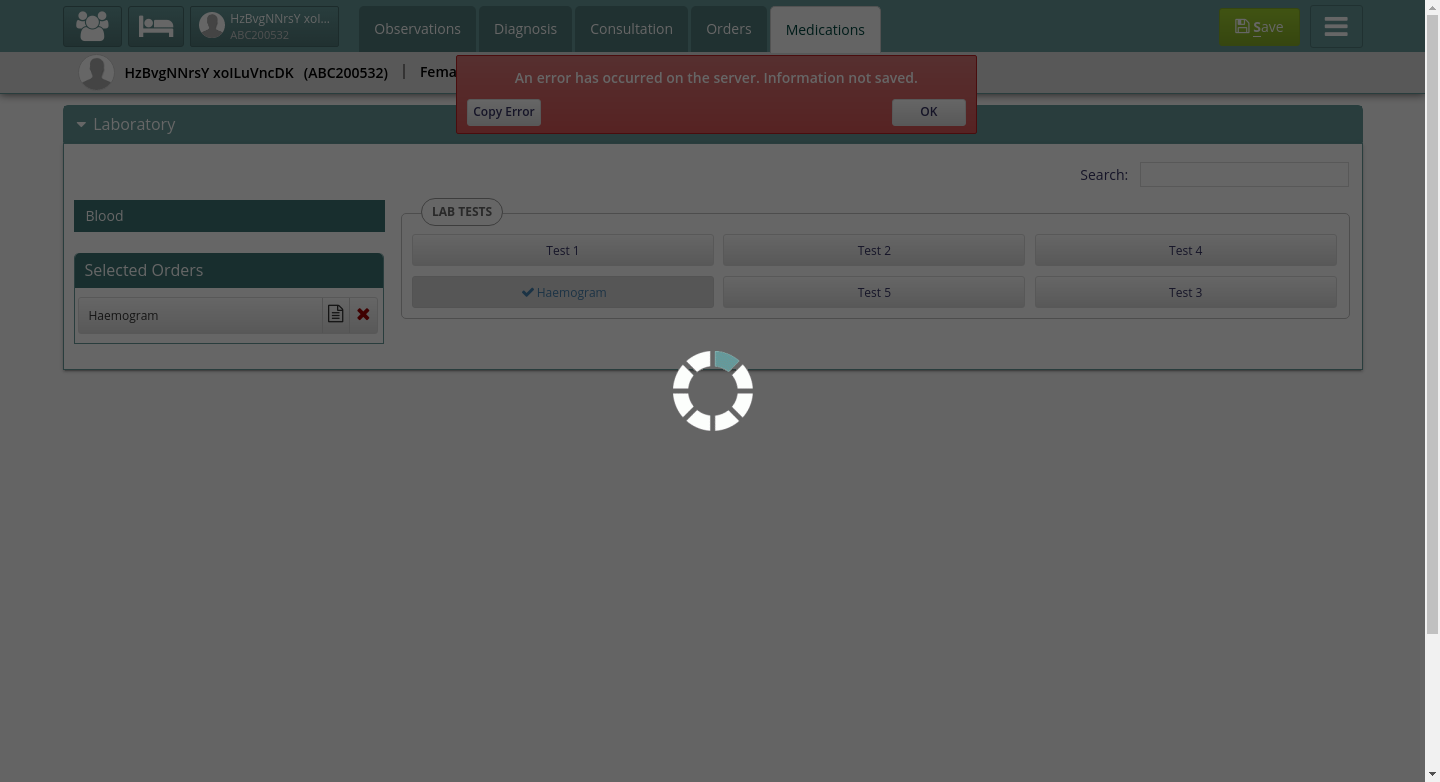 HzBvgNNrsY xoI...
ABC200532
Observations
Diagnosis
Consultation
Orders
Medications
Save
HzBvgNNrsY xoILuVncDK (ABC200532) | Fema
An error has occurred on the server. Information not saved.
Copy Error
OK
Laboratory
Search:
Blood
LAB TESTS
Test 1
Test 2
Test 4
Selected Orders
Haemogram
Test 5
Test 3
Haemogram